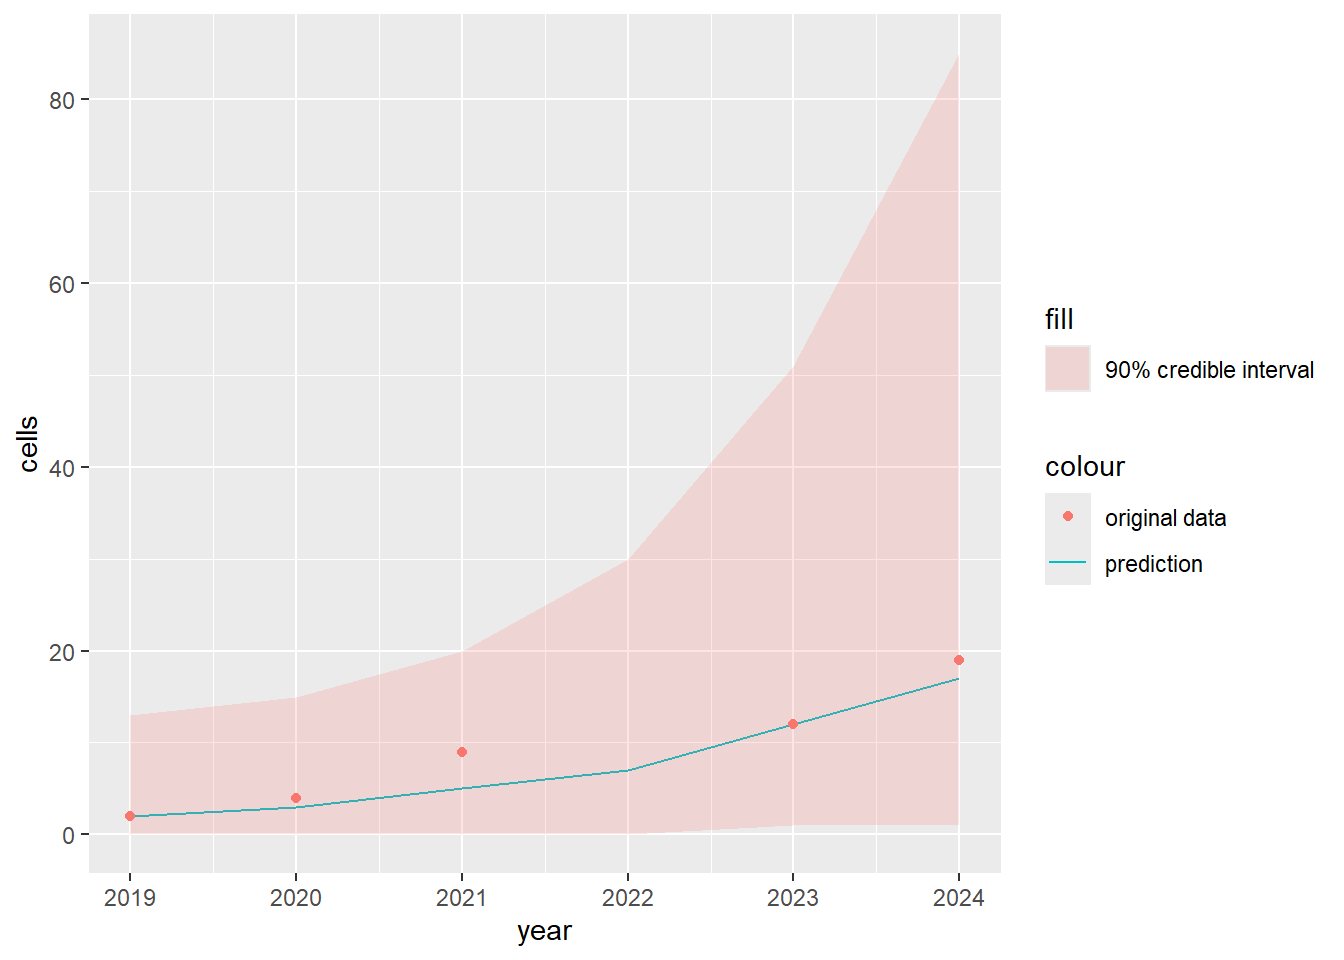 80
60
40
20
0
cells
2019 2020 2021 2022 2023 2024
year
fill
90% credible interval
colour
original data
prediction